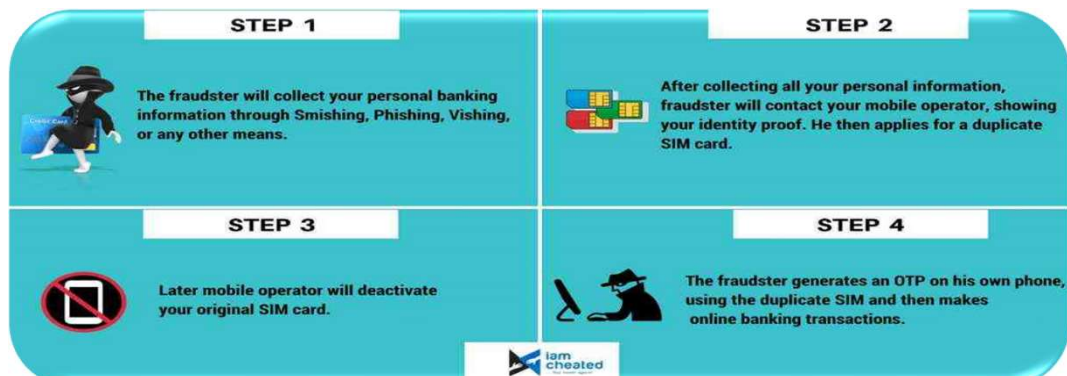 STEP 1
The fraudster will collect your personal banking
information through Smishing, Phishing, Vishing,
or any other means.
STEP 2
After collecting all your personal information,
fraudster will contact your mobile operator, showing
your identity proof. He then applies for a duplicate
SIM card.
STEP 3
Later mobile operator will deactivate
your original SIM card.
STEP 4
The fraudster generates an OTP on his own phone,
using the duplicate SIM and then makes
online banking transactions.
iam
cheated